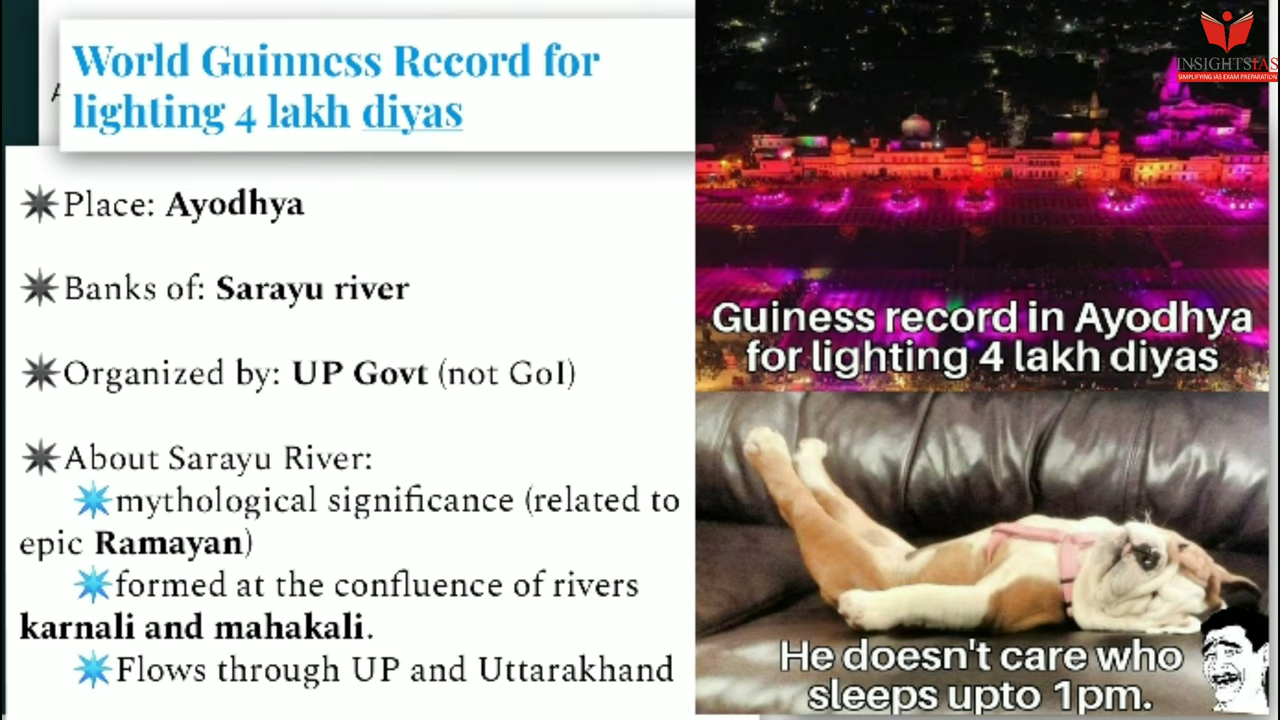 World Guinness Record for
lighting 4 lakh diyas
Place: Ayodhya
Banks of: Sarayu river
Organized by: UP Govt (not GoI)
About Sarayu River:
mythological significance (related to
epic Ramayan)
formed at the confluence of rivers
karnali and mahakali.
Flows through UP and Uttarakhand
INSIGHTSIAS
SIMPLIFYING IAS EXAM PREPARATION
Guiness record in Ayodhya
for lighting 4 lakh diyas
He doesn't care who
sleeps upto 1pm.